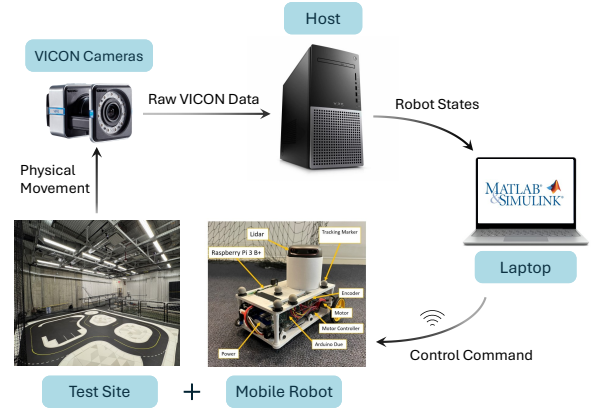 Host
VICON Cameras
Raw VICON Data
Robot States
Physical
Movement
MATLAB®
&SIMULINK®
Laptop
Lidar
Tracking Marker
Raspberry Pi 3 B+
Encoder
Motor
Motor Controller
Arduino Due
Power
Control Command
Test Site
+
Mobile Robot